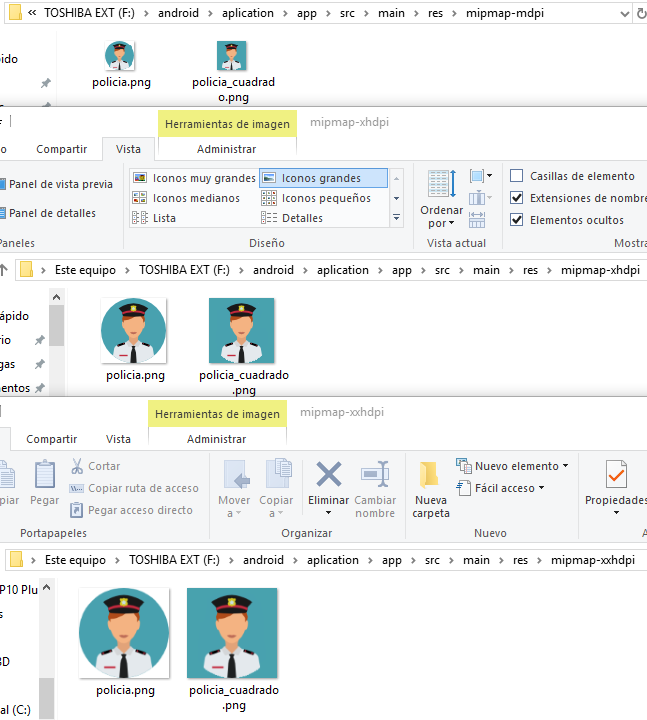 « TOSHIBA EXT (F:) > android > aplication > app > src > main > res > mipmap-mdpi
pido
policia.png
policia_cuadrad
o.png
Herramientas de imagen
mipmap-xhdpi
o Compartir Vista Administrar
Panel de vista previa
Panel de detalles
Paneles
Iconos muy grandes Iconos grandes
Iconos medianos Iconos pequeños
Lista Detalles
Diseño
Ordenar
por
Vista actual
Casillas de elemento
Extensiones de nombre
Elementos ocultos
Mostra
> Este equipo > TOSHIBA EXT (F:) > android > aplication > app > src > main > res > mipmap-xhdpi
ápido
rio
gas
mentos
policia.png
policia_cuadrado
.png
Herramientas de imagen
mipmap-xxhdpi
Compartir Vista Administrar
piar
Pegar
Cortar
Copiar ruta de acceso
Pegar acceso directo
Portapapeles
Mover
a
Copiar
a
Eliminar
Cambiar
nombre
Organizar
Nueva
carpeta
Nuevo elemento
Fácil acceso
Nuevo
Propiedades
A
> Este equipo > TOSHIBA EXT (F:) > android > aplication > app > src > main > res > mipmap-xxhdpi
P10 Plu
s
3D
al (C:)
policia.png
policia_cuadrado
.png